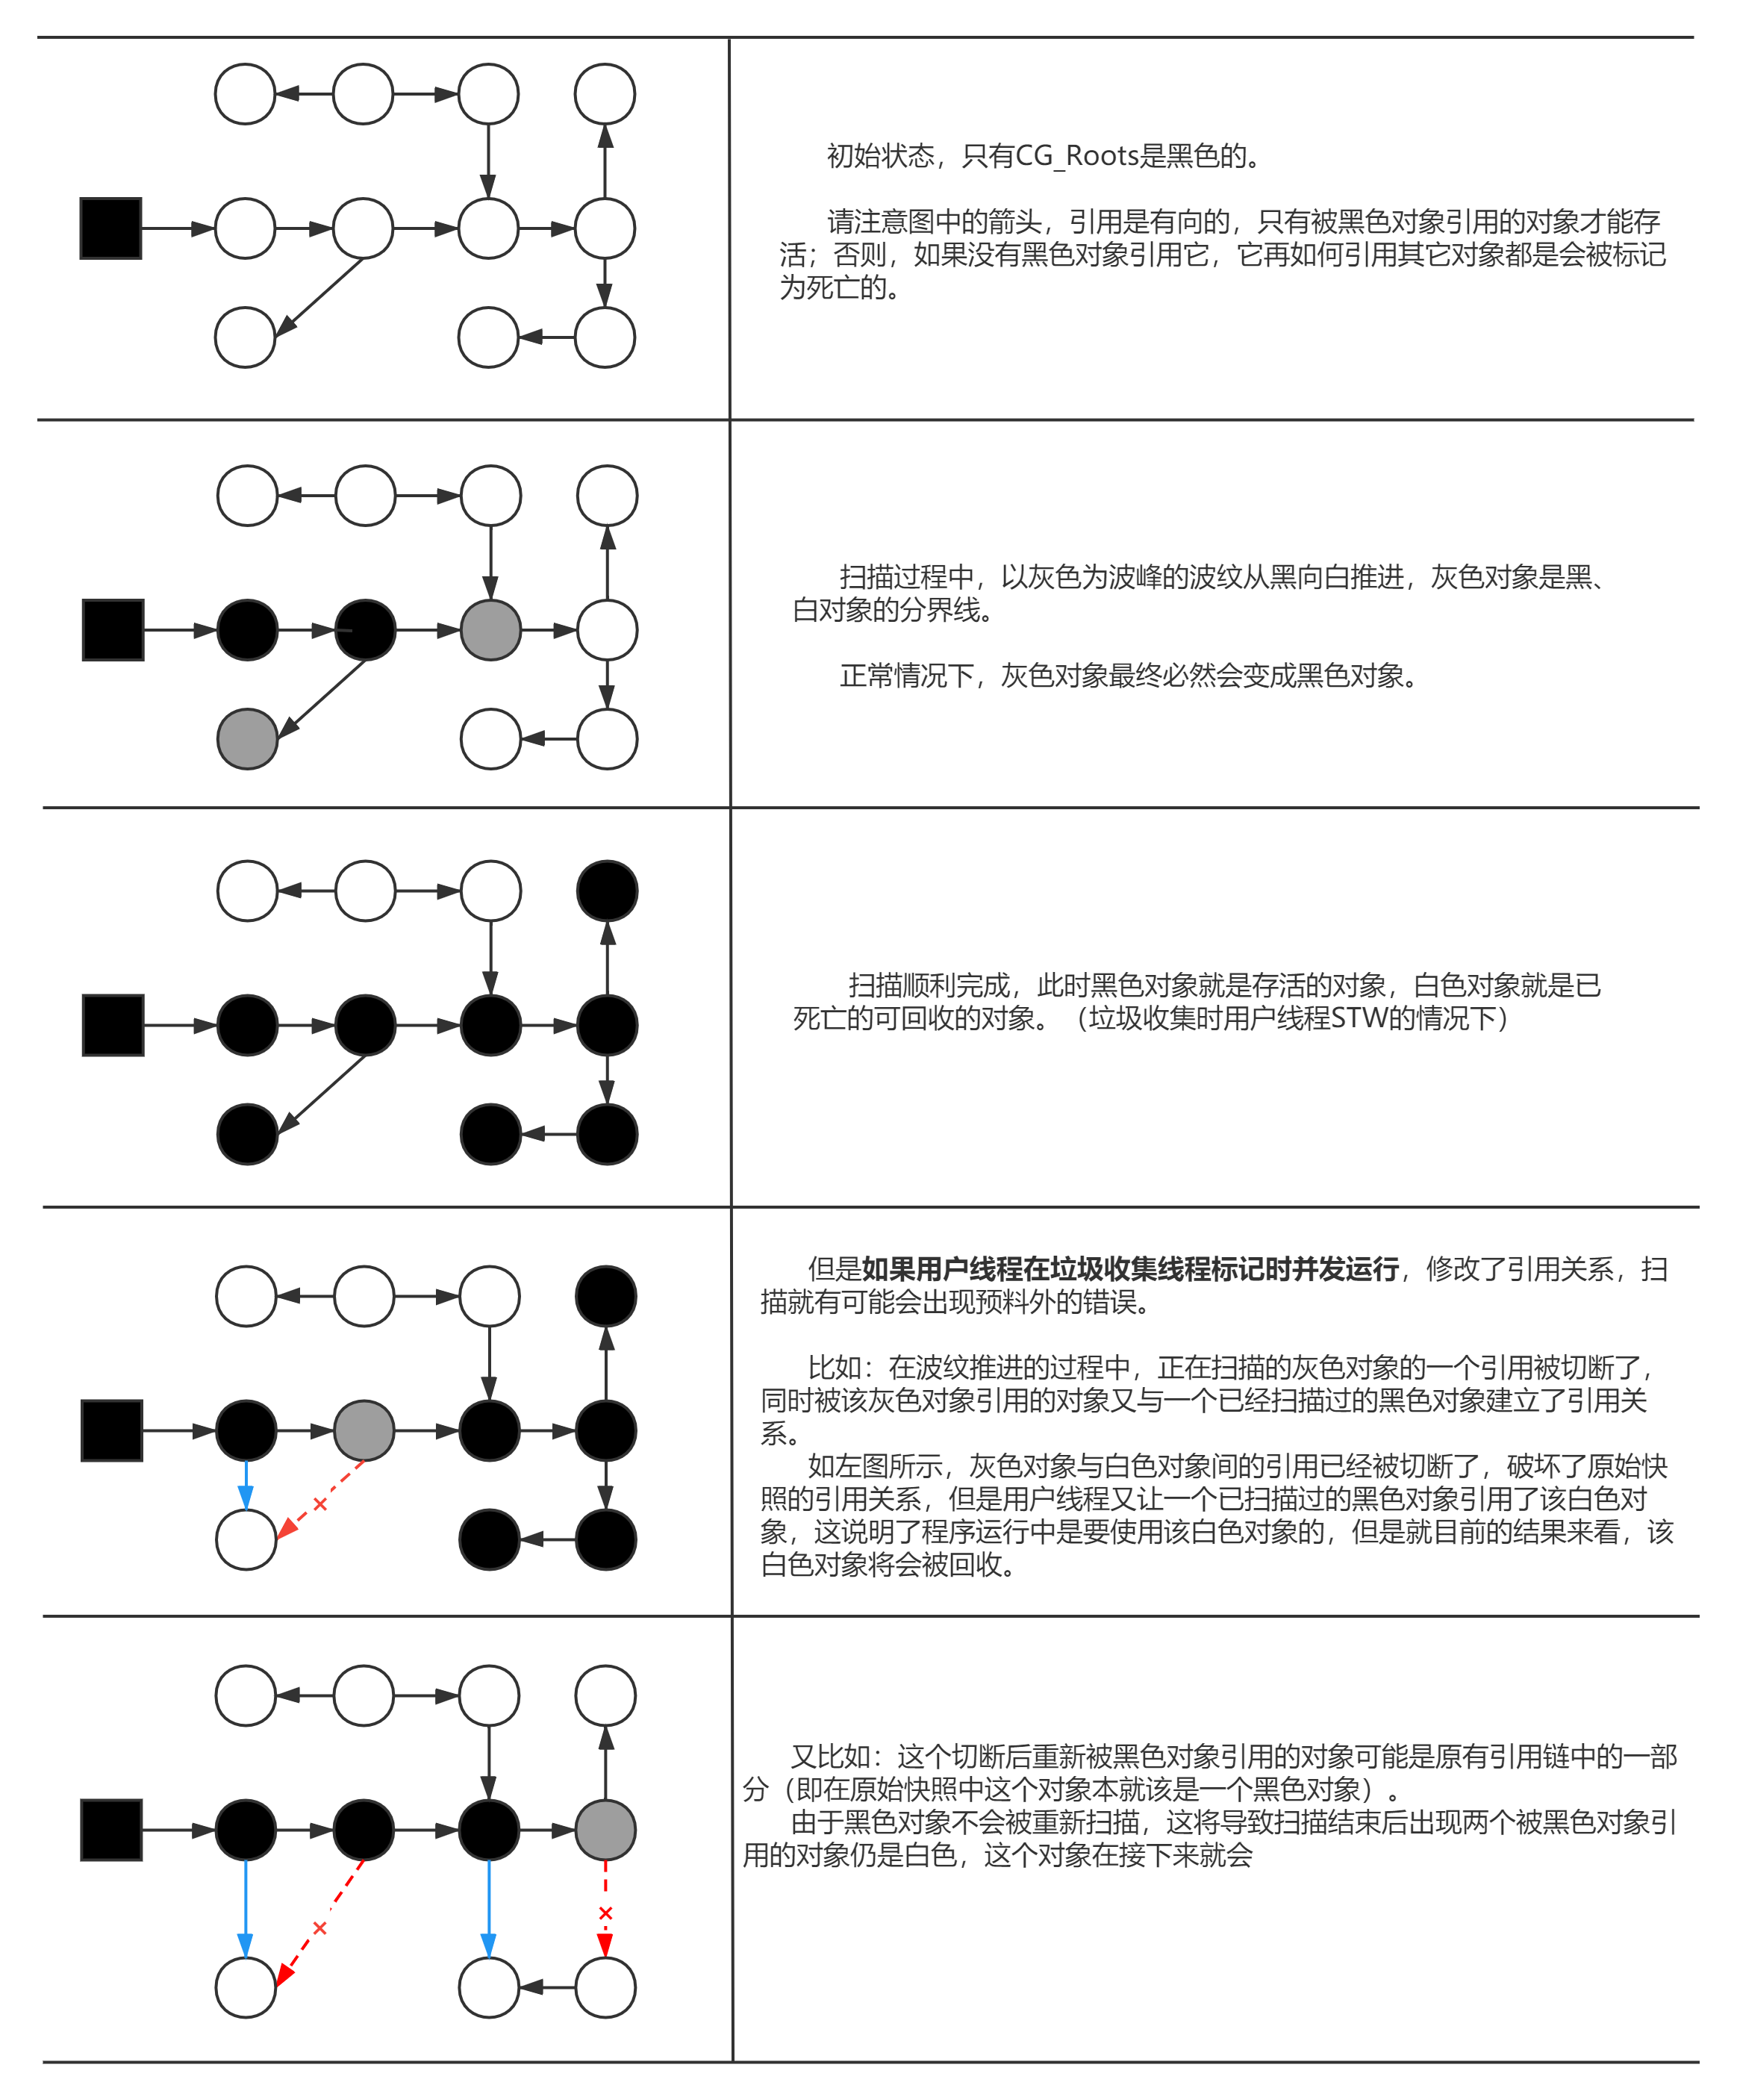 初始状态，只有CG_Roots是黑色的。
请注意图中的箭头，引用是有向的，只有被黑色对象引用的对象才能存
活；否则，如果没有黑色对象引用它，它再如何引用其它对象都是会被标记
为死亡的。
扫描过程中，以灰色为波峰的波纹从黑向白推进，灰色对象是黑、
白对象的分界线。
正常情况下，灰色对象最终必然会变成黑色对象。
扫描顺利完成，此时黑色对象就是存活的对象，白色对象就是已
死亡的可回收的对象。（垃圾收集时用户线程STW的情况下）
但是如果用户线程在垃圾收集线程标记时并发运行，修改了引用关系，扫
描就有可能会出现预料外的错误。
比如：在波纹推进的过程中，正在扫描的灰色对象的一个引用被切断了，
同时被该灰色对象引用的对象又与一个已经扫描过的黑色对象建立了引用关
系。
如左图所示，灰色对象与白色对象间的引用已经被切断了，破坏了原始快
照的引用关系，但是用户线程又让一个已扫描过的黑色对象引用了该白色对
象，这说明了程序运行中是要使用该白色对象的，但是就目前的结果来看，该
白色对象将会被回收。
又比如：这个切断后重新被黑色对象引用的对象可能是原有引用链中的一部
分（即在原始快照中这个对象本就该是一个黑色对象）。
由于黑色对象不会被重新扫描，这将导致扫描结束后出现两个被黑色对象引
用的对象仍是白色，这个对象在接下来就会